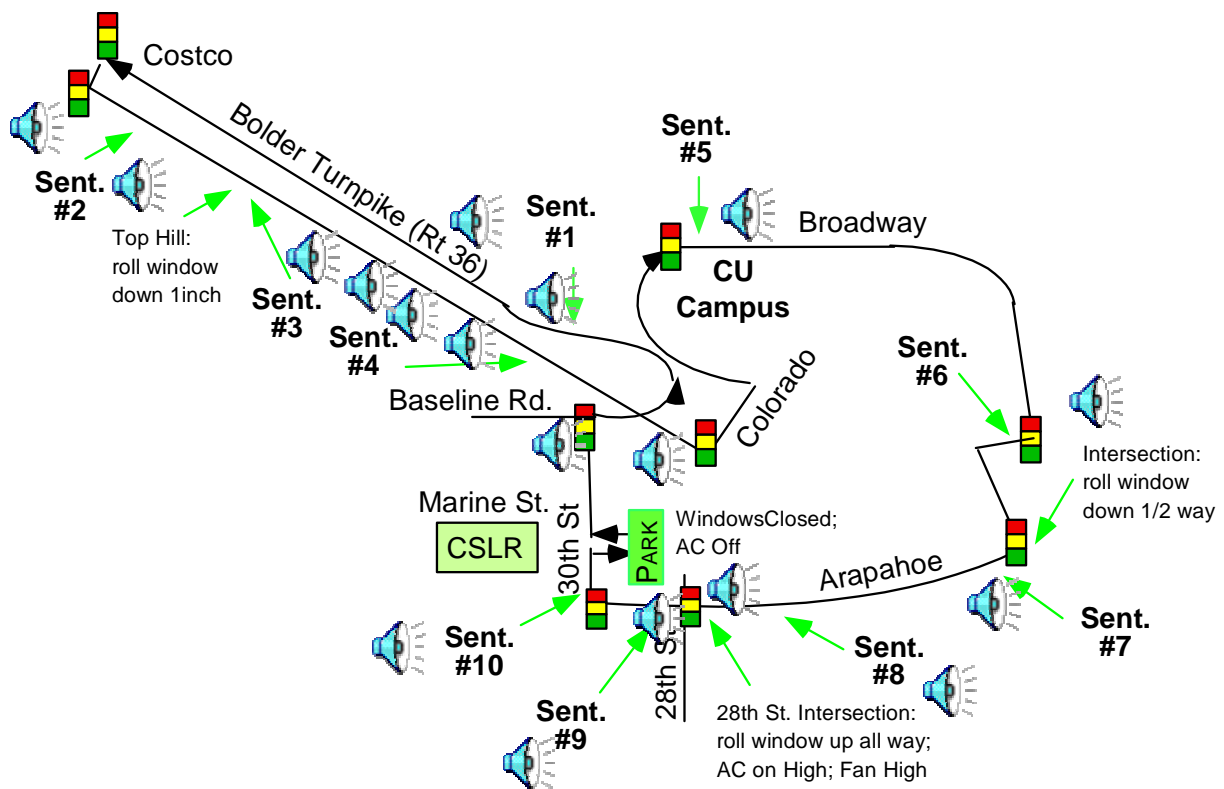 Costco
Bolder Turnpike (Rt 36)
Sent.
#2
Top Hill:
roll window
down 1inch
Sent.
#3
Sent.
#4
Sent.
#1
Sent.
#5
Broadway
CU
Campus
Colorado
Baseline Rd.
Sent.
#6
Intersection:
roll window
down 1/2 way
Marine St.
CSLR
30th St
PARK
WindowsClosed;
AC Off
Arapahoe
Sent.
#7
Sent.
#8
Sent.
#10
Sent.
#9
28th St.
28th St. Intersection:
roll window up all way;
AC on High; Fan High